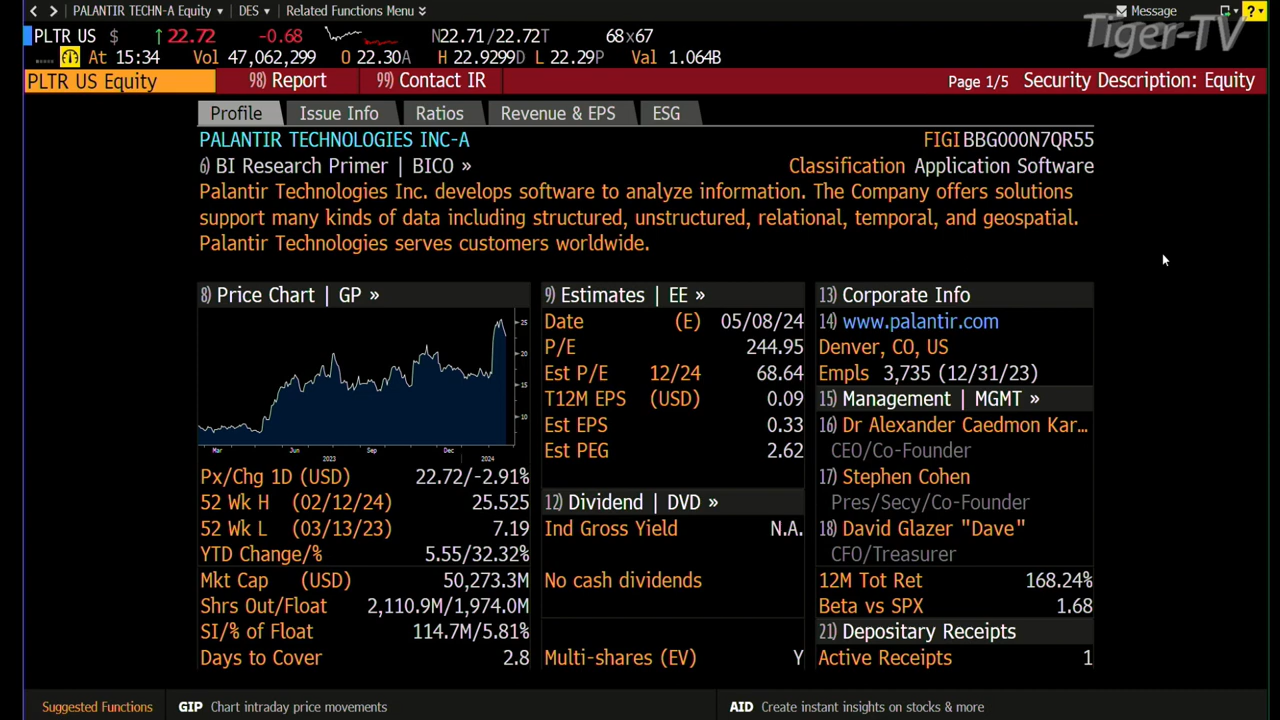 PALANTIR TECHN-A Equity DES Related Functions Menu Message ?
Tiger-TV
PLTR US $ ↑22.72 -0.68 N22.71/22.72T 68x67
At 15:34 Vol 47,062,299 O 22.30A H 22.9299D L 22.29P Val 1.064B
PLTR US Equity 98) Report 99) Contact IR Page 1/5 Security Description: Equity
Profile Issue Info Ratios Revenue & EPS ESG
PALANTIR TECHNOLOGIES INC-A FIGI BBG000N7QR55
6) BI Research Primer | BICO » Classification Application Software
Palantir Technologies Inc. develops software to analyze information. The Company offers solutions
support many kinds of data including structured, unstructured, relational, temporal, and geospatial.
Palantir Technologies serves customers worldwide.
8) Price Chart | GP »
25
20
15
10
Mar Jun Sep Dec
2023 2024
Px/Chg 1D (USD) 22.72/-2.91%
52 Wk H (02/12/24) 25.525
52 Wk L (03/13/23) 7.19
YTD Change/% 5.55/32.32%
Mkt Cap (USD) 50,273.3M
Shrs Out/Float 2,110.9M/1,974.0M
SI/% of Float 114.7M/5.81%
Days to Cover 2.8
9) Estimates | EE »
Date (E) 05/08/24
P/E 244.95
Est P/E 12/24 68.64
T12M EPS (USD) 0.09
Est EPS 0.33
Est PEG 2.62
12) Dividend | DVD »
Ind Gross Yield N.A.
No cash dividends
Multi-shares (EV) Y
13) Corporate Info
14) www.palantir.com
Denver, CO, US
Empls 3,735 (12/31/23)
15) Management | MGMT »
16) Dr Alexander Caedmon Kar...
CEO/Co-Founder
17) Stephen Cohen
Pres/Secy/Co-Founder
18) David Glazer "Dave"
CFO/Treasurer
12M Tot Ret 168.24%
Beta vs SPX 1.68
21) Depositary Receipts
Active Receipts 1
Suggested Functions GIP Chart intraday price movements AID Create instant insights on stocks & more